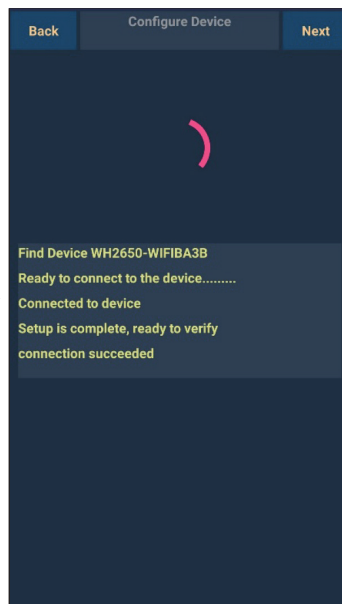 Back
Configure Device
Next
Find Device WH2650-WIFIBA3B
Ready to connect to the device.........
Connected to device
Setup is complete, ready to verify
connection succeeded